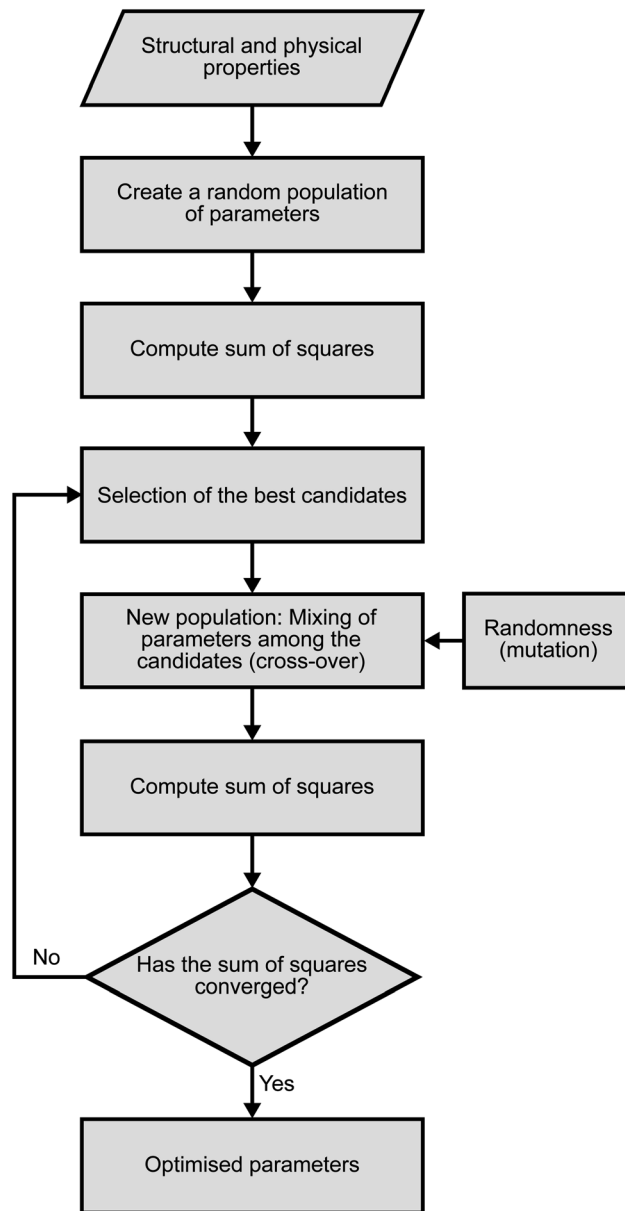 Structural and physical
properties
Create a random population
of parameters
Compute sum of squares
Selection of the best candidates
New population: Mixing of
parameters among the
candidates (cross-over)
Randomness
(mutation)
Compute sum of squares
Has the sum of squares
converged?
No
Yes
Optimised parameters